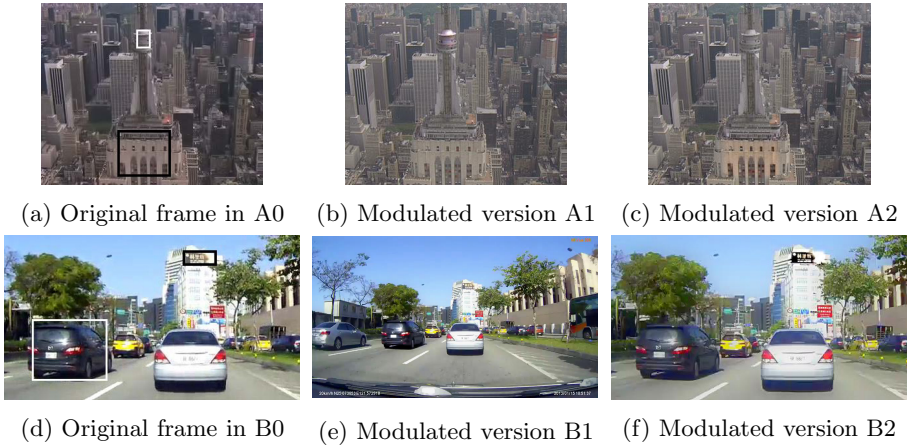 (a) Original frame in A0
(b) Modulated version A1
(c) Modulated version A2
(d) Original frame in B0
(e) Modulated version B1
(f) Modulated version B2